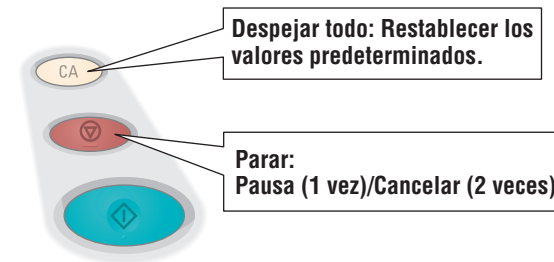 Despejar todo: Restablecer los
valores predeterminados.
CA
Parar:
Pausa (1 vez)/Cancelar (2 veces)